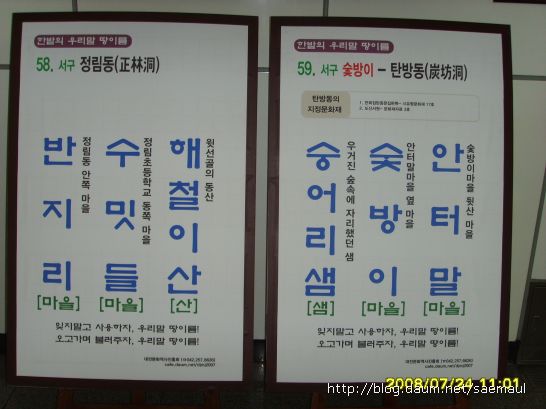 한밭의 우리말 땅이름
58. 서구 정림동(正林洞)
해철이산
윗선골의 동산
[산]
수밋들
정림초등학교 동쪽 마을
[마을]
반지리
정림동 안쪽 마을
[마을]
잊지말고 사용하자, 우리말 땅이름!
오고가며 불러주자, 우리말 땅이름!
cafe.daum.net/djmj2007
한밭의 우리말 땅이름
59. 서구 숯방이 - 탄방동(炭坊洞)
탄방동의
지정문화재
안터말
숯방이마을 뒷산 마을
[마을]
숯방이
안터말마을 옆 마을
[마을]
숭어리샘
우거진 숲속에 자리했던 샘
[샘]
잊지말고 사용하자, 우리말 땅이름!
오고가며 불러주자, 우리말 땅이름!
cafe.daum.net/djmj2007
2008/07/24 11:01
http://blog.daum.net/saemaul